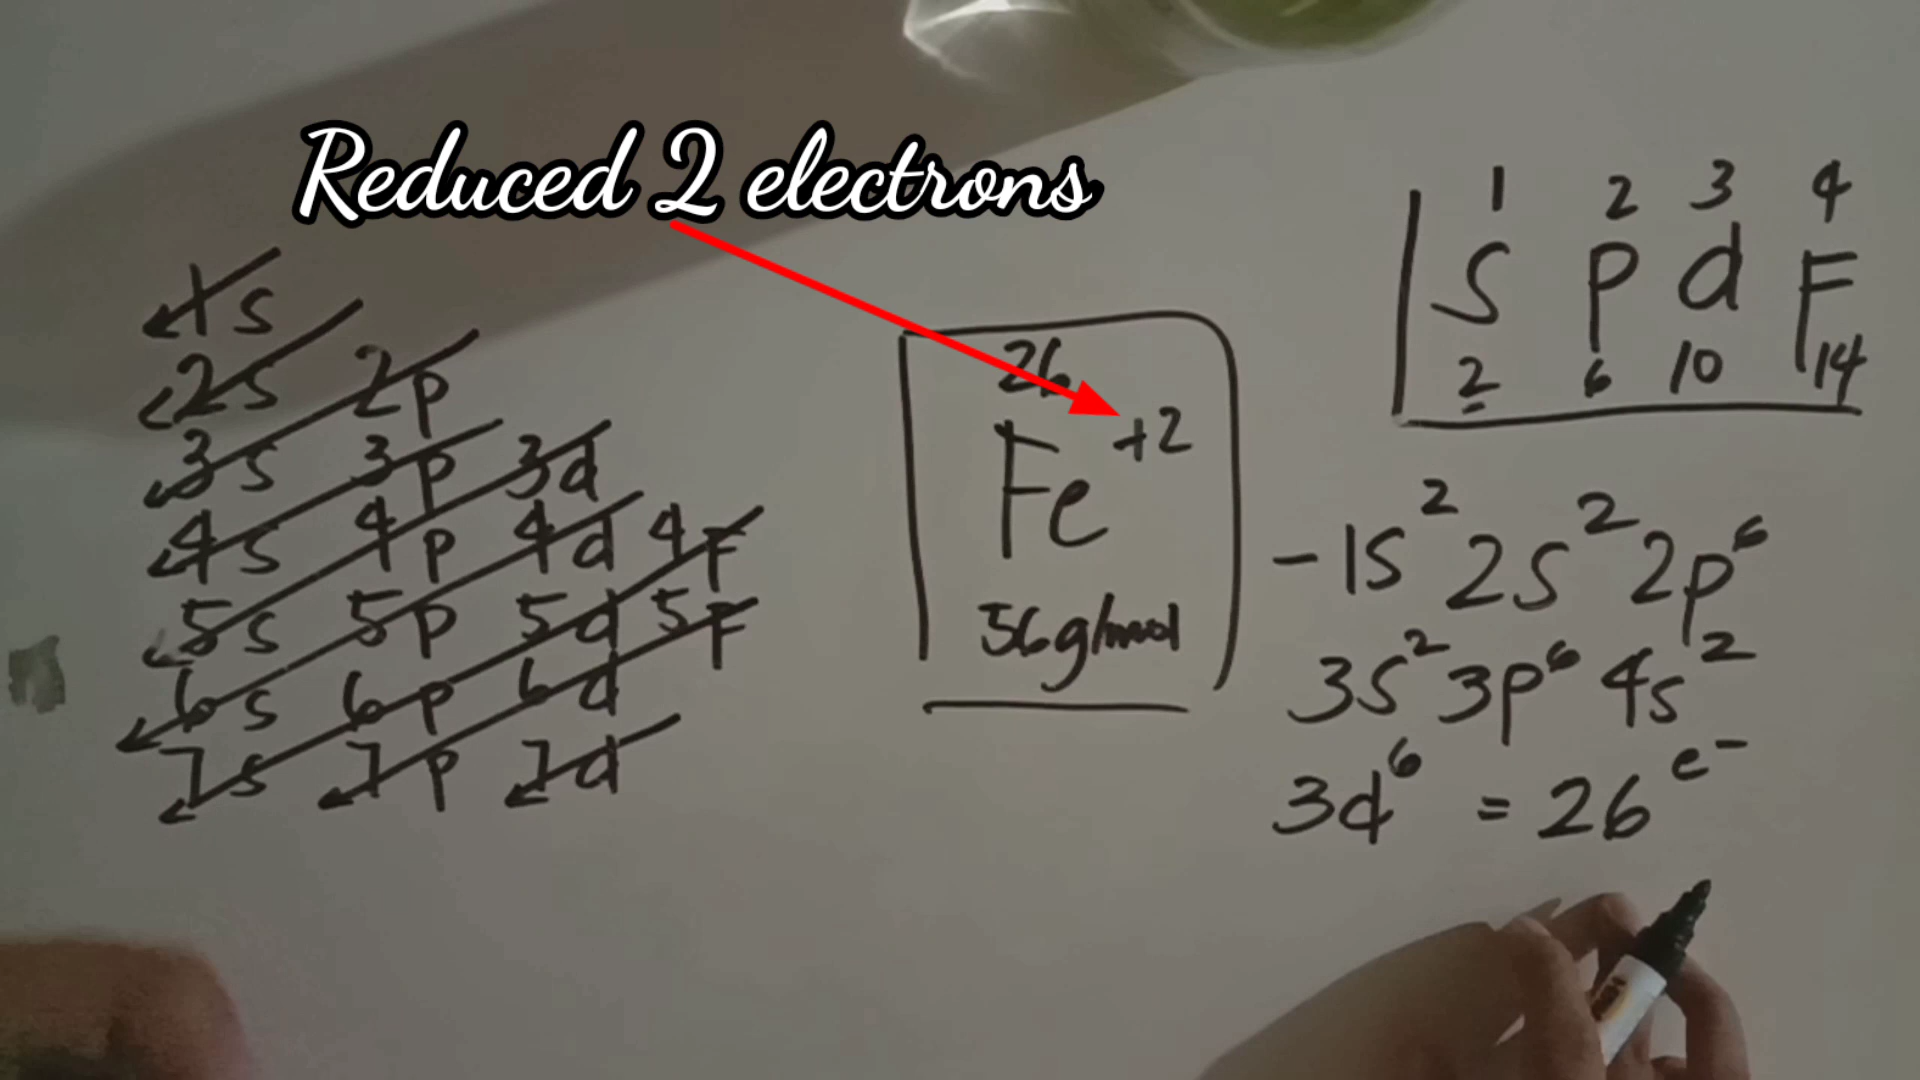 Reduced 2 electrons
1s
2s 2p
3s 3p 3d
4s 4p 4d 4F
5s 5p 5d 5F
6s 6p 6d
7s 7p 7d
26
Fe +2
56g/mol
1 2 3 4
S P d F
2 6 10 14
- 1S² 2S² 2p⁶
3S² 3p⁶ 4s²
3d⁶ = 26 e⁻